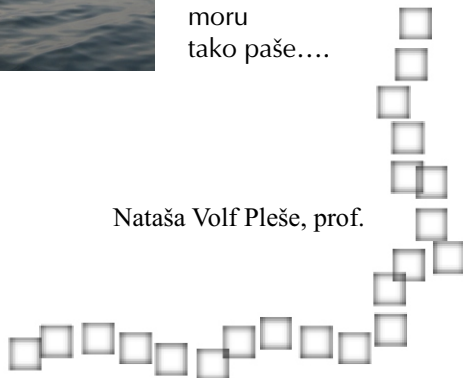 moru
tako paše….
Nataša Volf Pleše, prof.